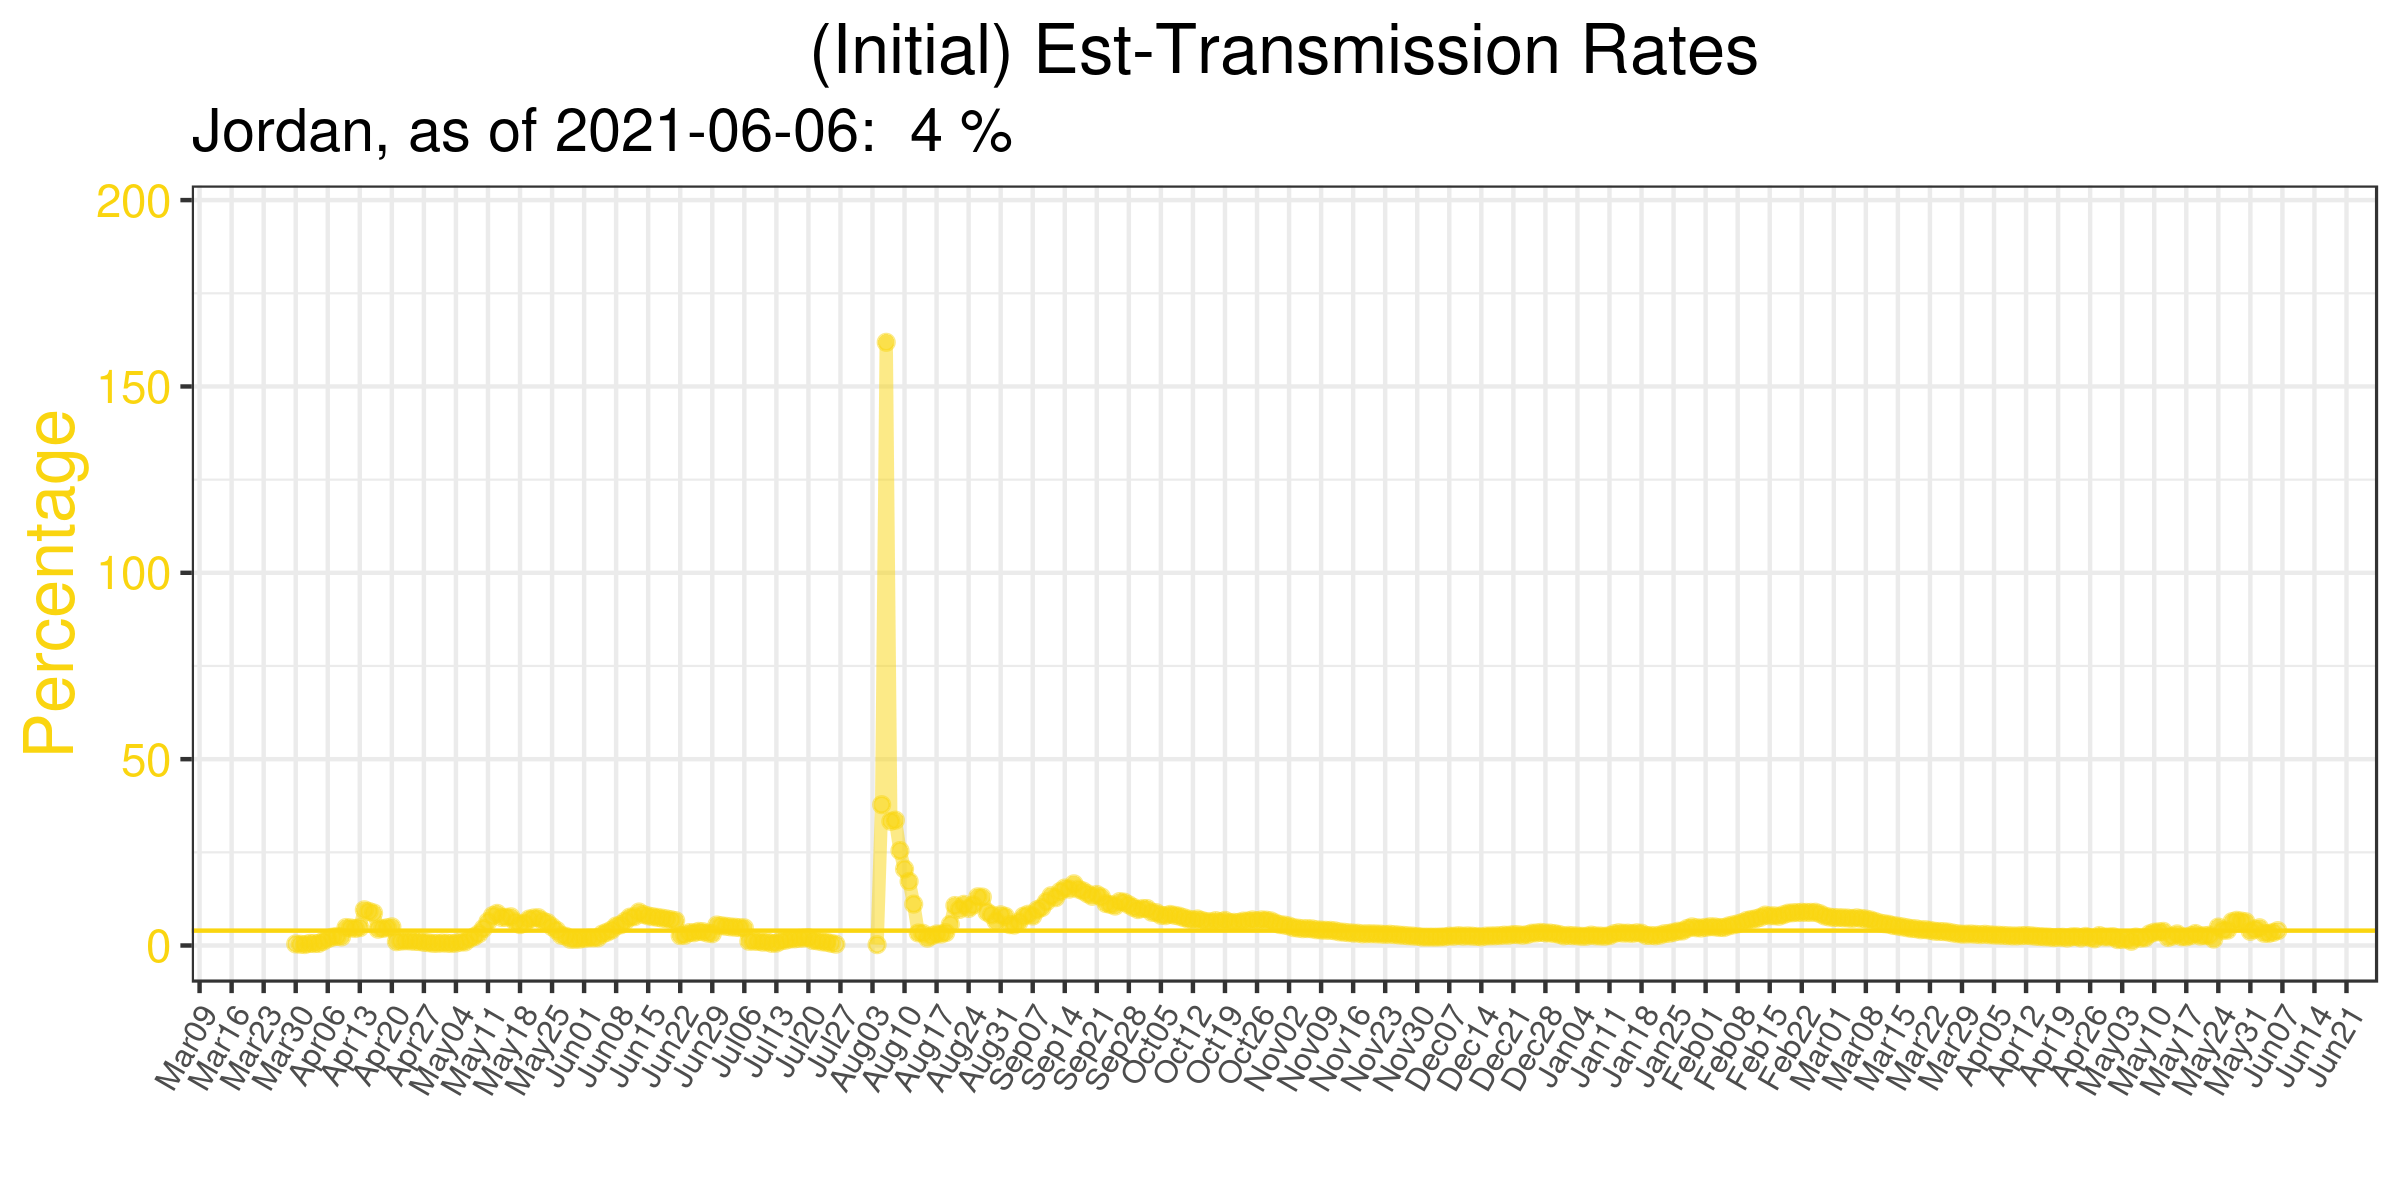 (Initial) Est-Transmission Rates
Jordan, as of 2021-06-06:  4 %
Percentage
200
150
100
50
0
Mar09
Mar16
Mar23
Mar30
Apr06
Apr13
Apr20
Apr27
May04
May11
May18
May25
Jun01
Jun08
Jun15
Jun22
Jun29
Jul06
Jul13
Jul20
Jul27
Aug03
Aug10
Aug17
Aug24
Aug31
Sep07
Sep14
Sep21
Sep28
Oct05
Oct12
Oct19
Oct26
Nov02
Nov09
Nov16
Nov23
Nov30
Dec07
Dec14
Dec21
Dec28
Jan04
Jan11
Jan18
Jan25
Feb01
Feb08
Feb15
Feb22
Mar01
Mar08
Mar15
Mar22
Mar29
Apr05
Apr12
Apr19
Apr26
May03
May10
May17
May24
May31
Jun07
Jun14
Jun21